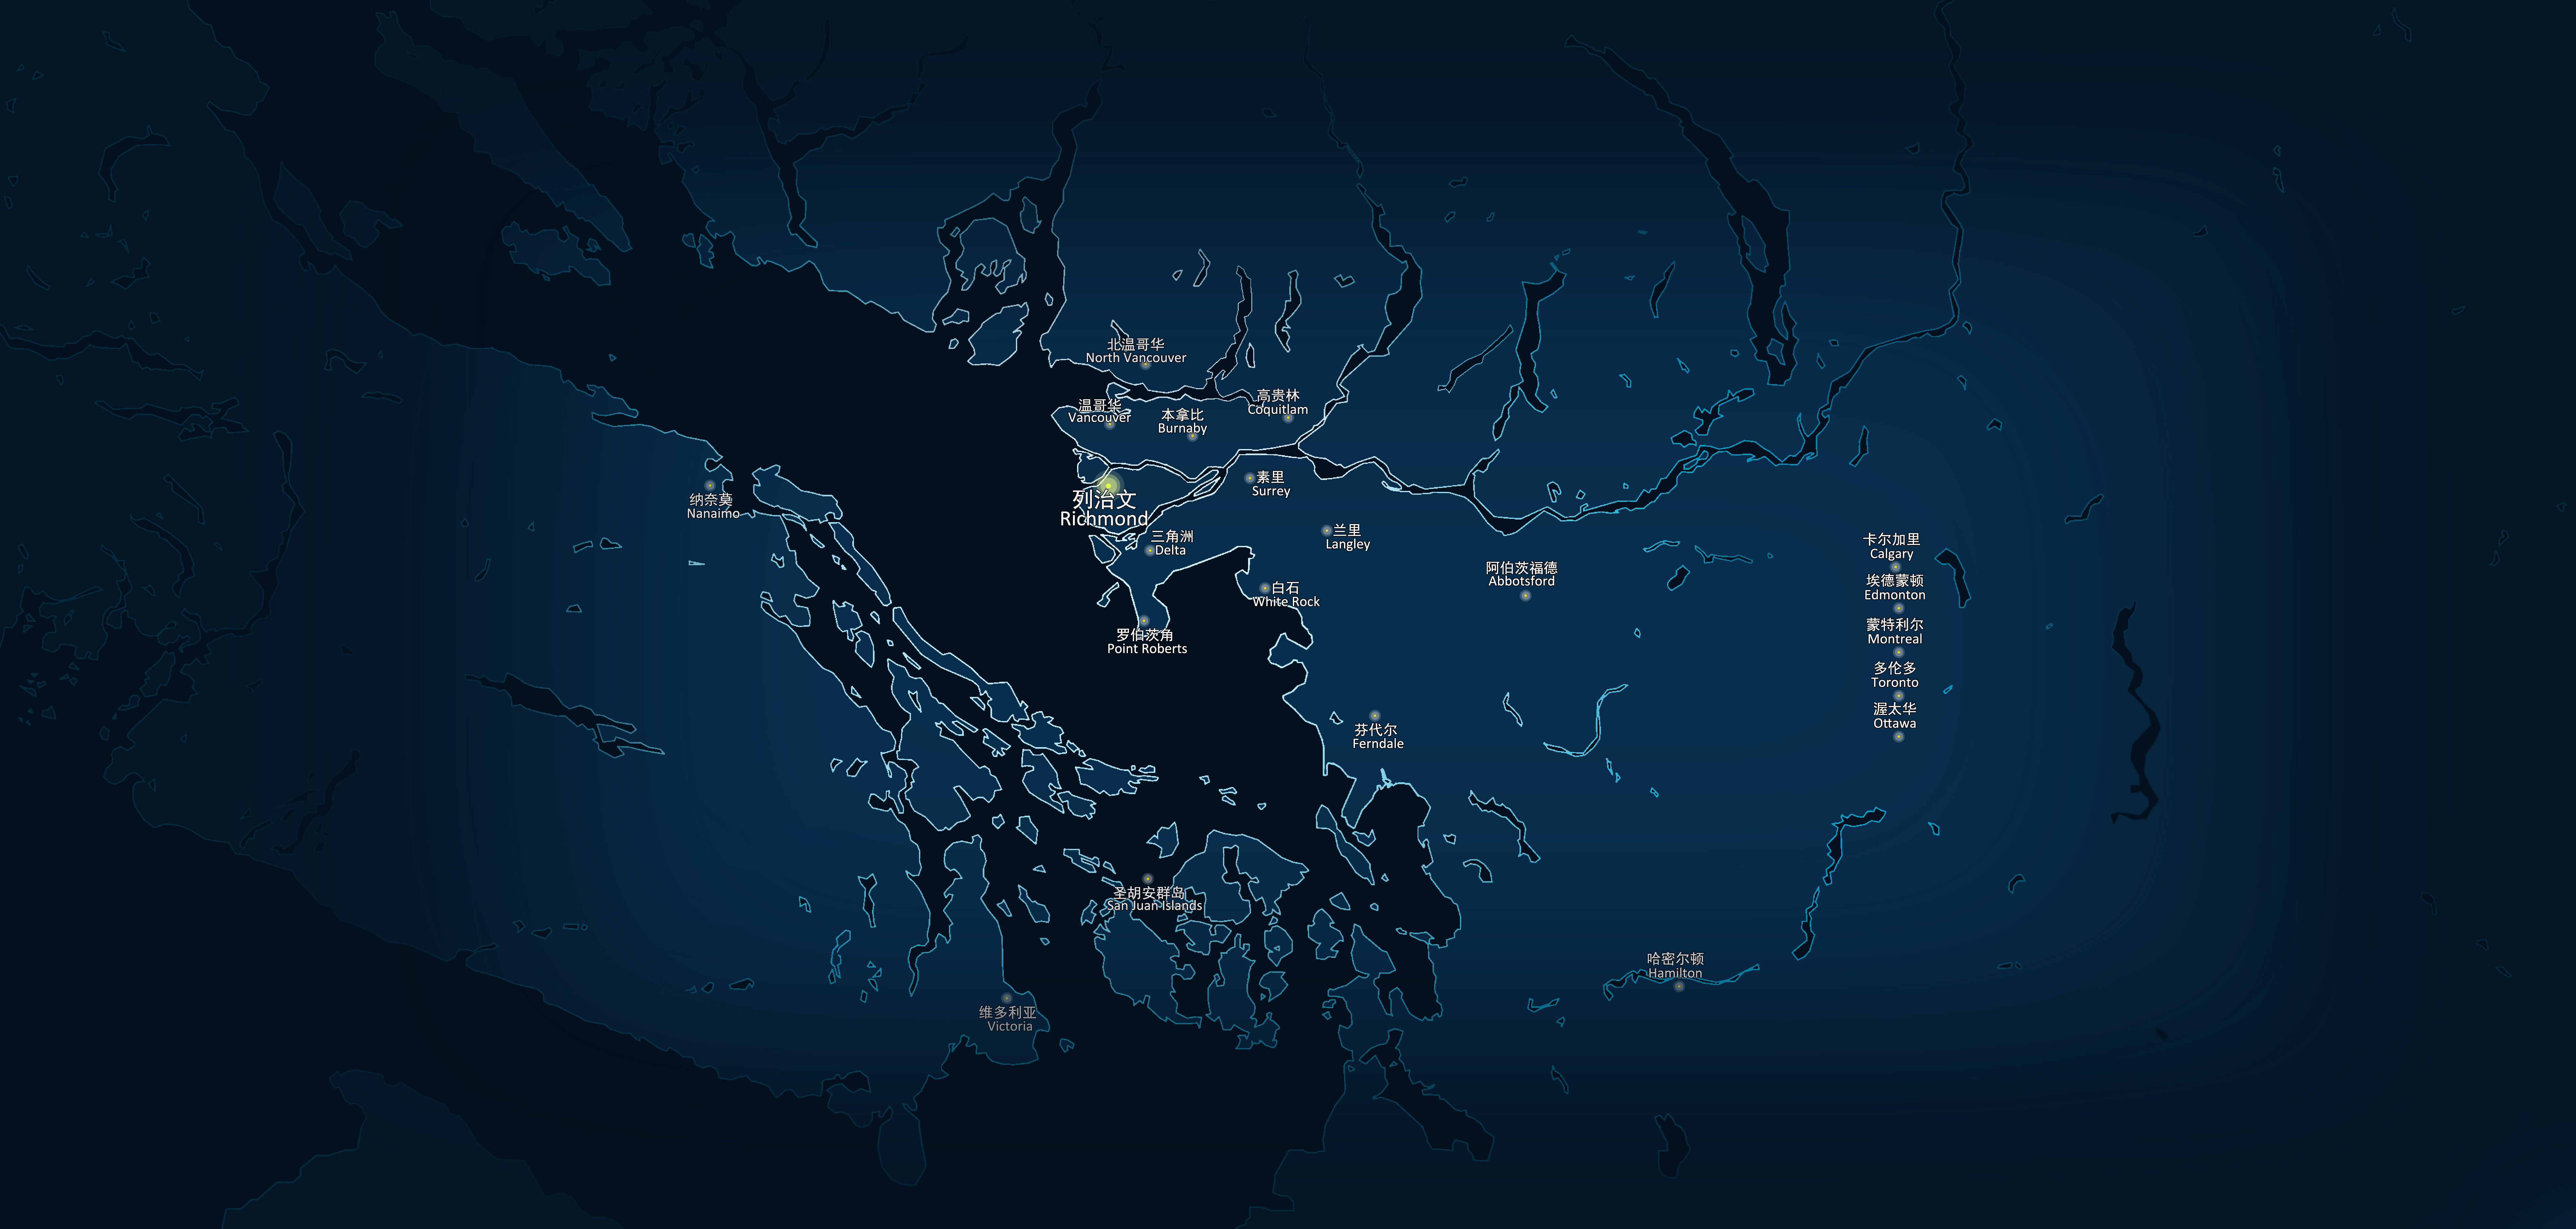 北温哥华
North Vancouver
温哥华
Vancouver
本拿比
Burnaby
高贵林
Coquitlam
列治文
Richmond
素里
Surrey
纳奈莫
Nanaimo
三角洲
Delta
兰里
Langley
阿伯茨福德
Abbotsford
白石
White Rock
罗伯茨角
Point Roberts
卡尔加里
Calgary
埃德蒙顿
Edmonton
蒙特利尔
Montreal
多伦多
Toronto
渥太华
Ottawa
芬代尔
Ferndale
圣胡安群岛
San Juan Islands
哈密尔顿
Hamilton
维多利亚
Victoria